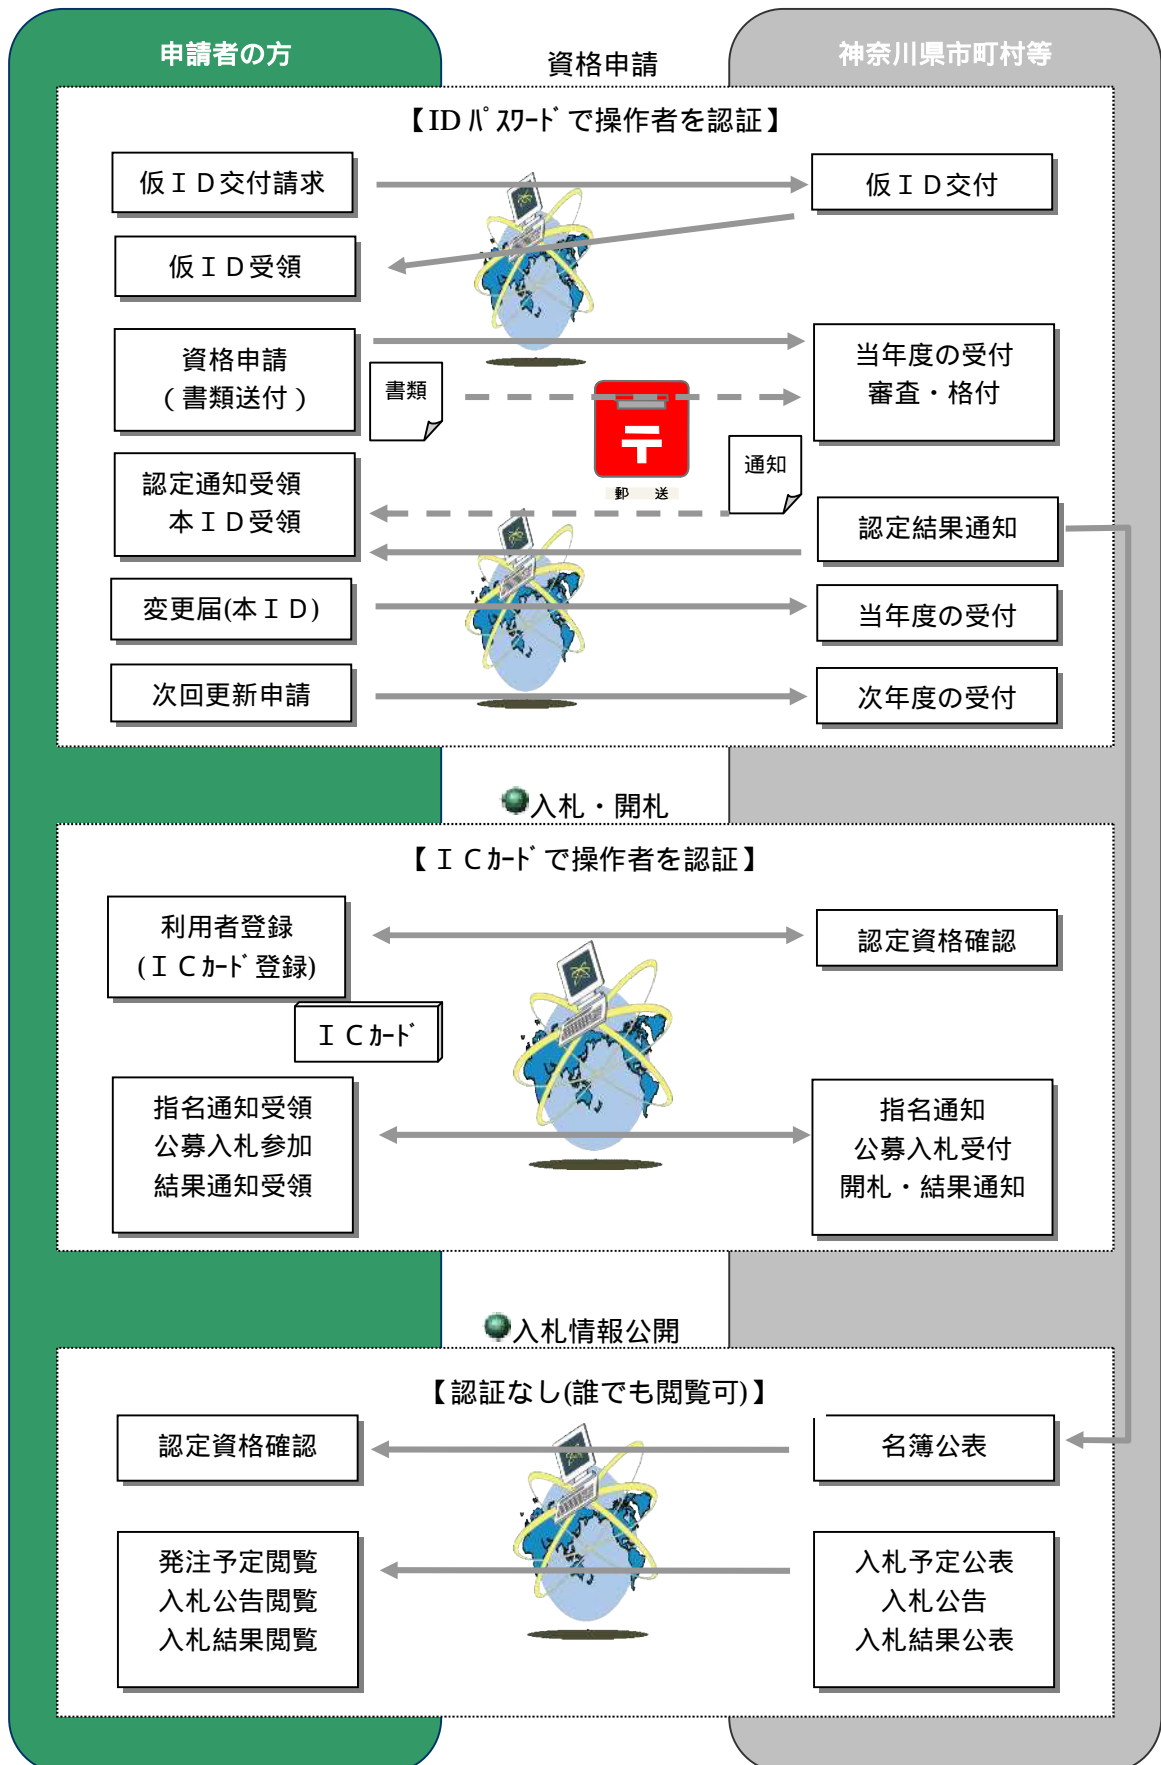 申請者の方
資格申請
神奈川県市町村等
【IDﾊﾟｽﾜｰﾄﾞで操作者を認証】
仮ＩＤ交付請求
仮ＩＤ交付
仮ＩＤ受領
資格申請
（書類送付）
書類
当年度の受付
審査・格付
郵　送
通知
認定通知受領
本ＩＤ受領
認定結果通知
変更届(本ＩＤ)
当年度の受付
次回更新申請
次年度の受付
入札・開札
【ＩＣｶｰﾄﾞで操作者を認証】
利用者登録
(ＩＣｶｰﾄﾞ登録)
認定資格確認
ＩＣｶｰﾄﾞ
指名通知受領
公募入札参加
結果通知受領
指名通知
公募入札受付
開札・結果通知
入札情報公開
【認証なし(誰でも閲覧可)】
認定資格確認
名簿公表
発注予定閲覧
入札公告閲覧
入札結果閲覧
入札予定公表
入札公告
入札結果公表